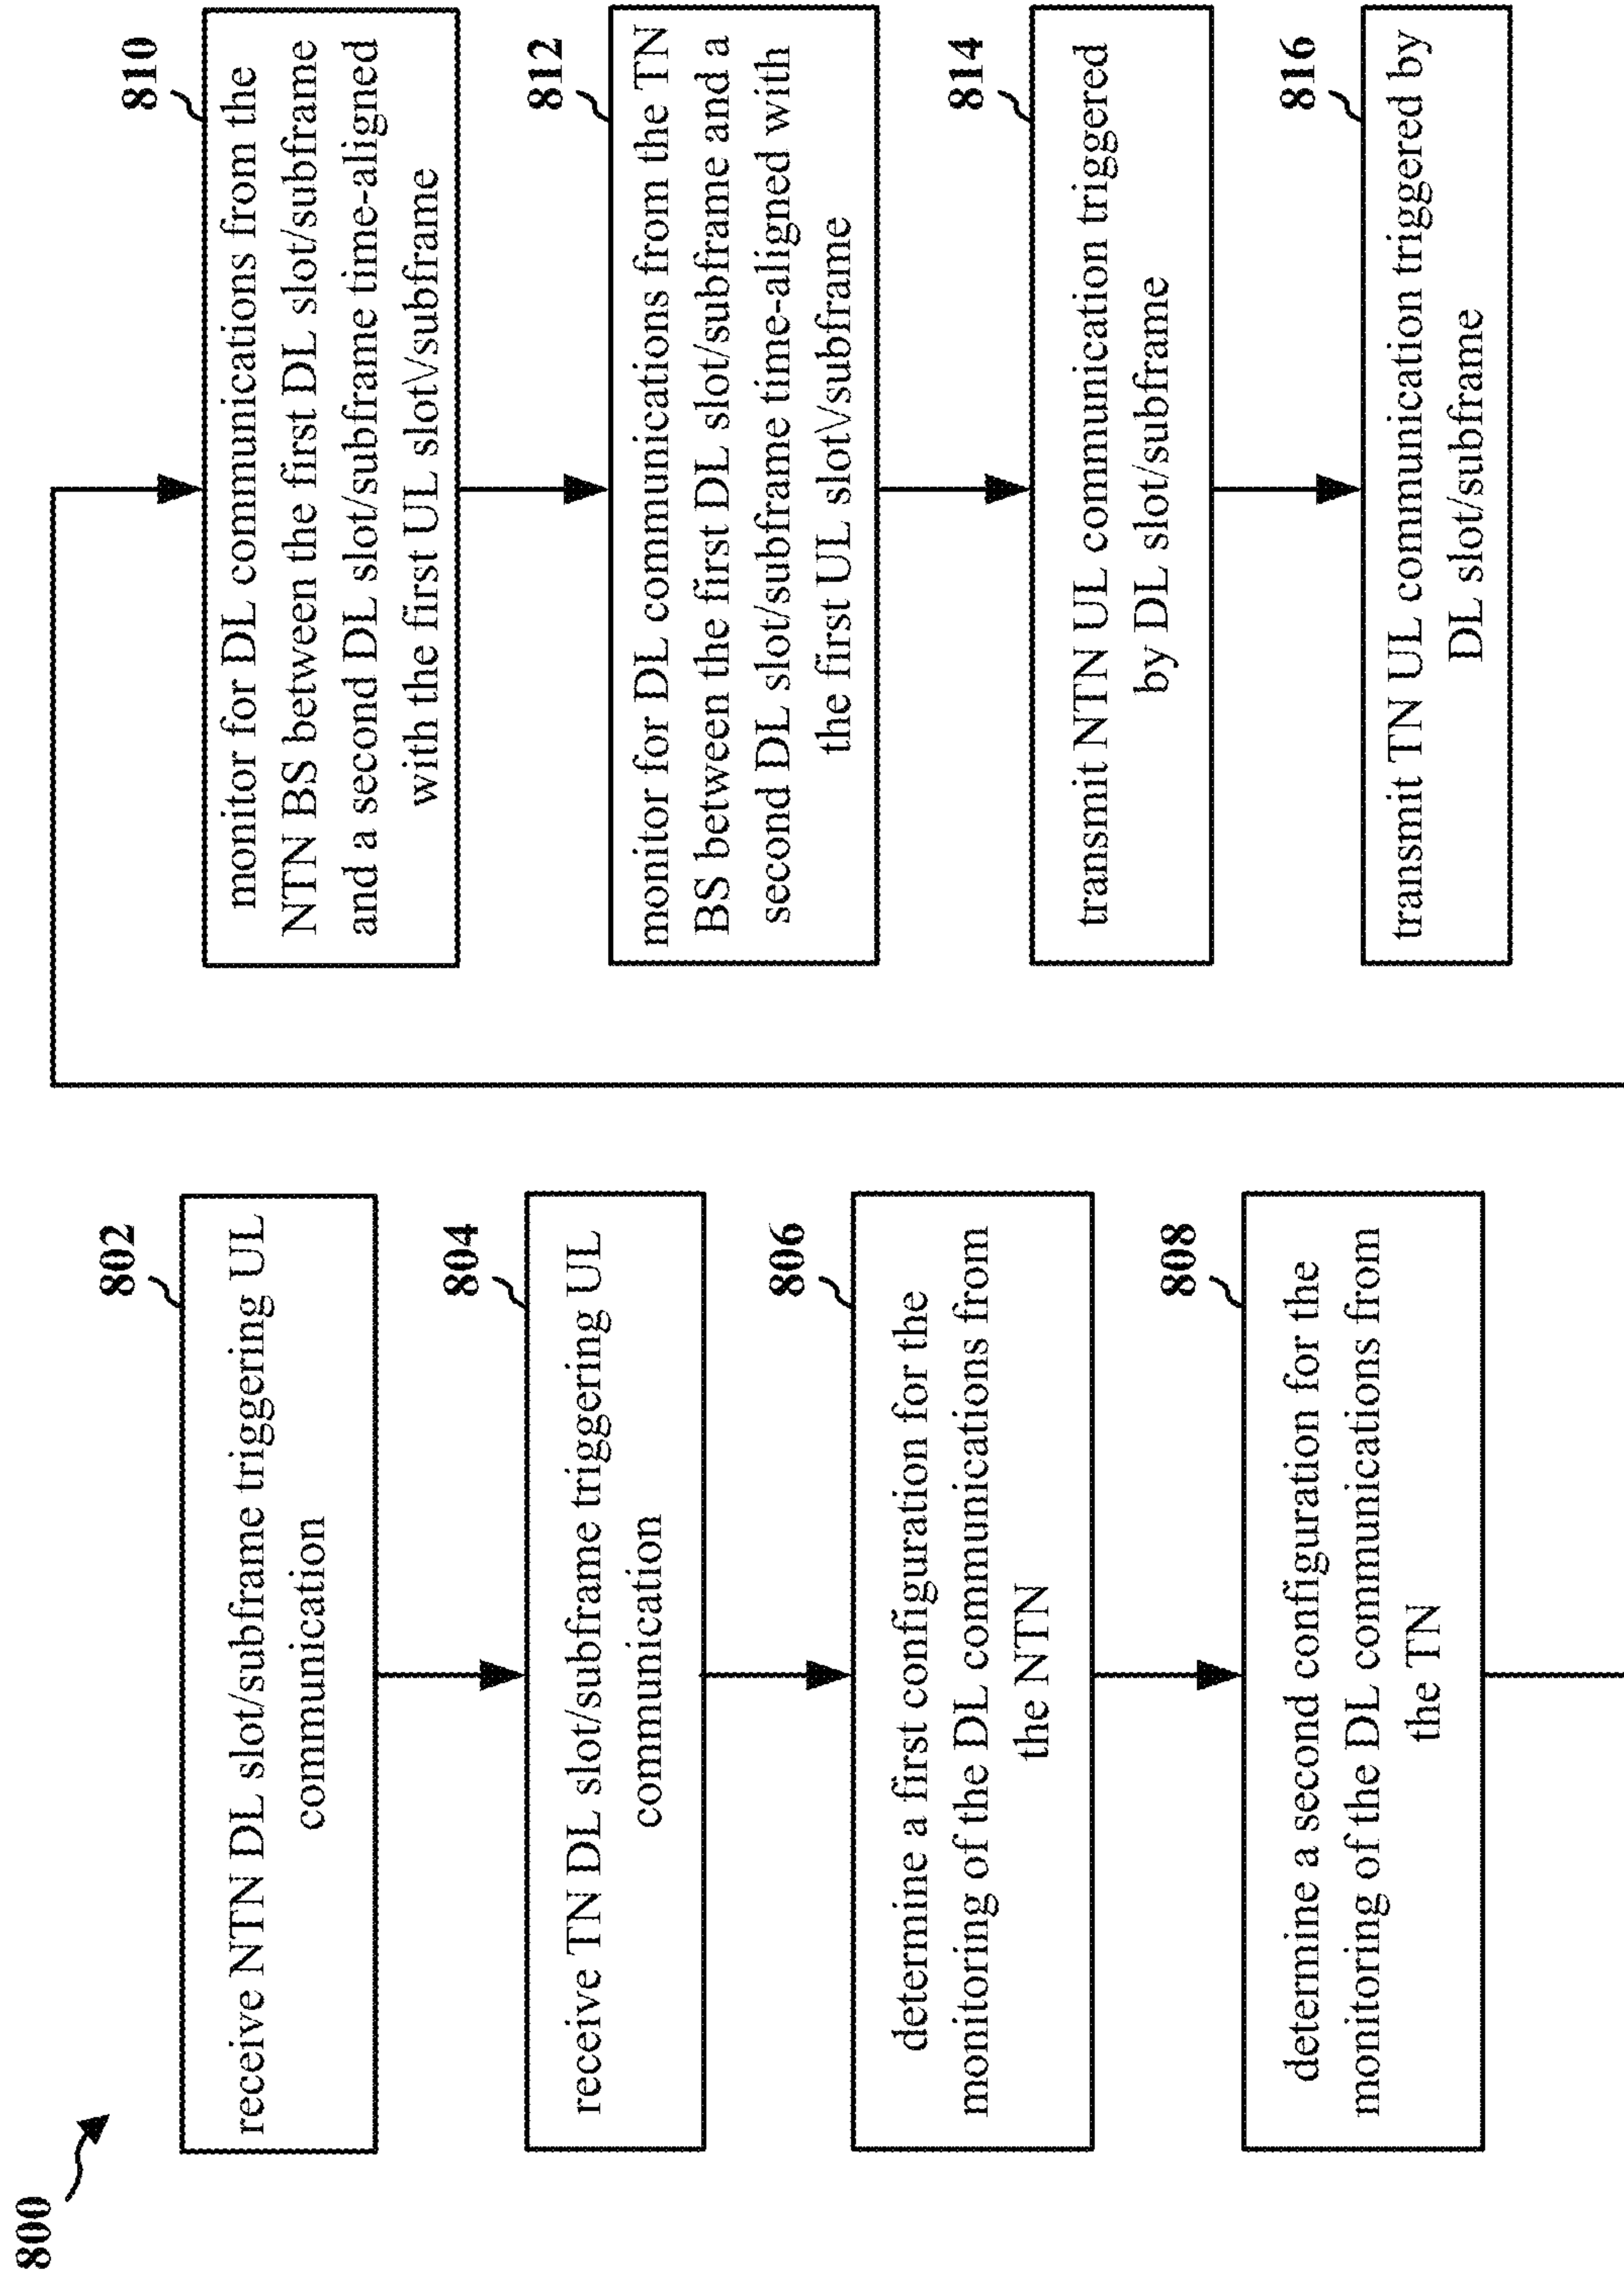 800
802
receive NTN DL slot/subframe triggering UL
communication
804
receive TN DL slot/subframe triggering UL
communication
806
determine a first configuration for the
monitoring of the DL communications from
the NTN
808
determine a second configuration for the
monitoring of the DL communications from
the TN
810
monitor for DL communications from the
NTN BS between the first DL slot/subframe
and a second DL slot/subframe time-aligned
with the first UL slot\/subframe
812
monitor for DL communications from the TN
BS between the first DL slot/subframe and a
second DL slot/subframe time-aligned with
the first UL slot\/subframe
814
transmit NTN UL communication triggered
by DL slot/subframe
816
transmit TN UL communication triggered by
DL slot/subframe